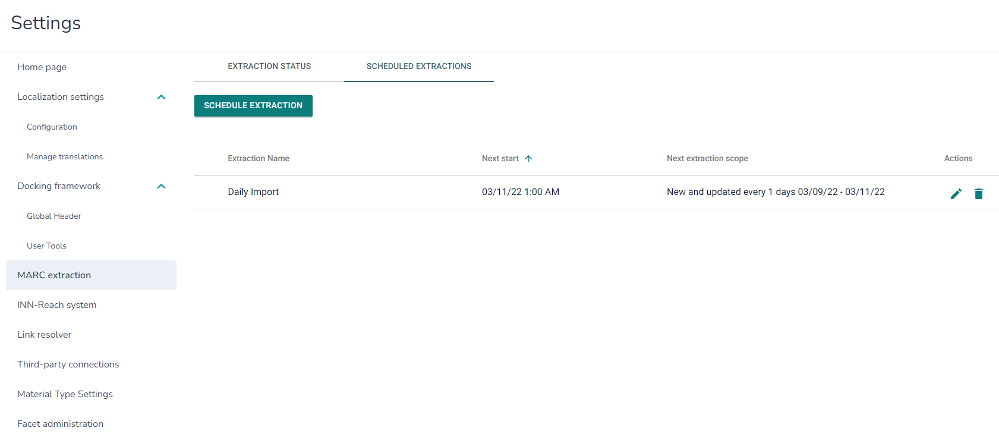 Settings
Home page
Localization settings
Configuration
Manage translations
Docking framework
Global Header
User Tools
MARC extraction
INN-Reach system
Link resolver
Third-party connections
Material Type Settings
Facet administration
EXTRACTION STATUS SCHEDULED EXTRACTIONS
SCHEDULE EXTRACTION
Extraction Name Next start Next extraction scope Actions
Daily Import 03/11/22 1:00 AM New and updated every 1 days 03/09/22 - 03/11/22